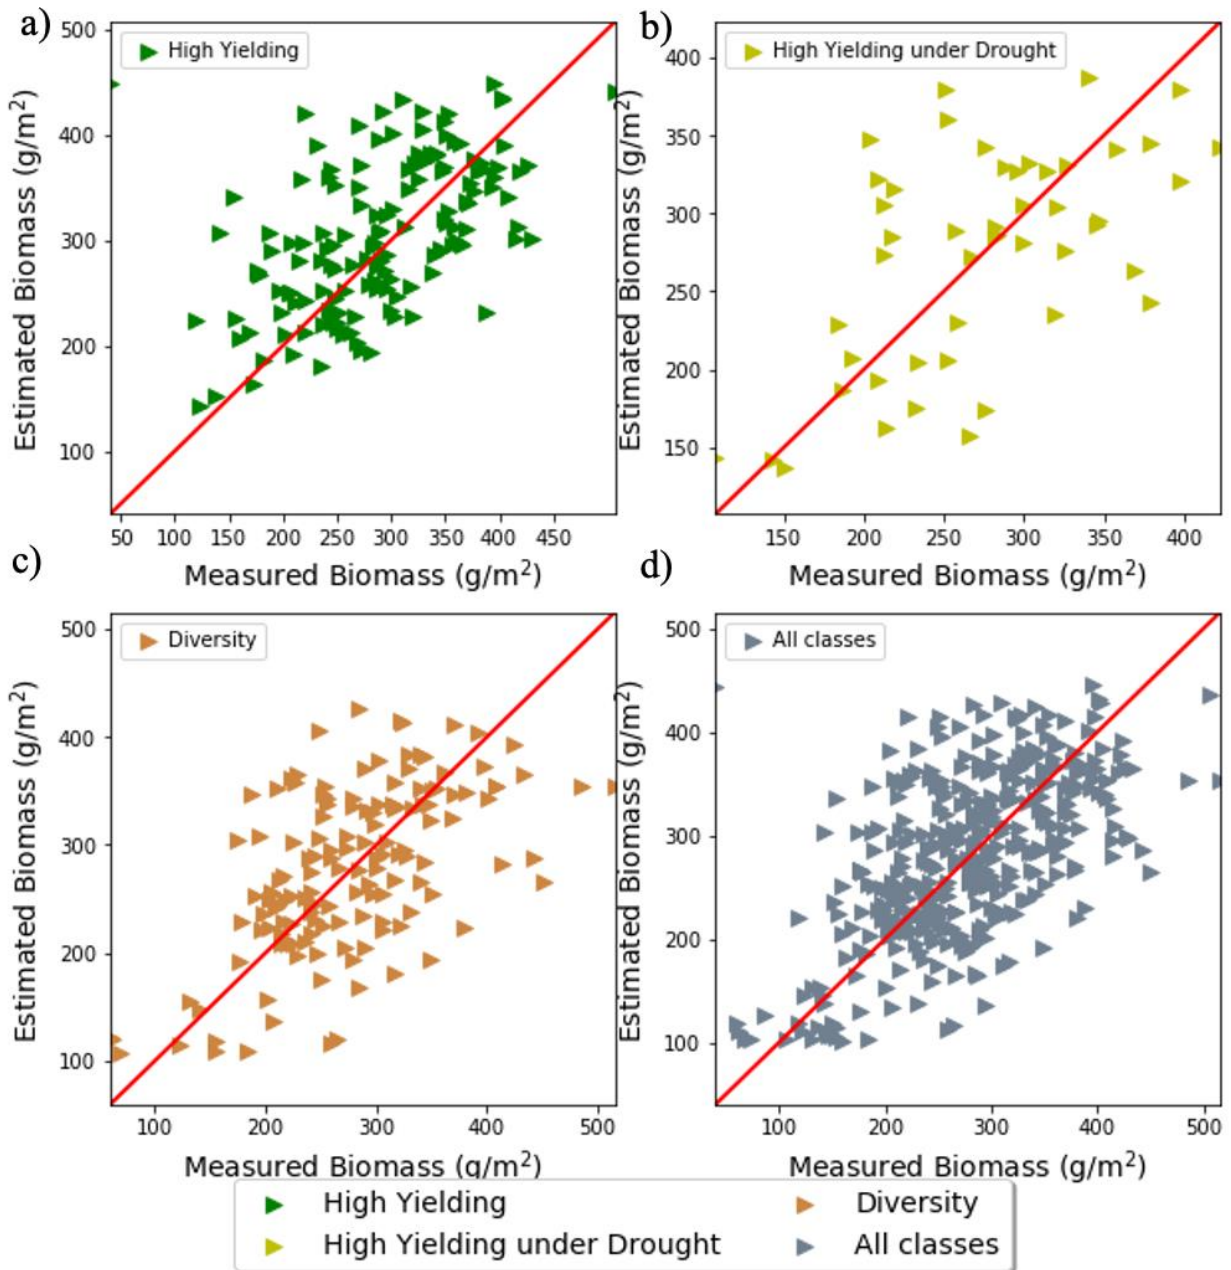 a)
High Yielding
500
400
300
200
100
Estimated Biomass (g/m²)
50 100 150 200 250 300 350 400 450
Measured Biomass (g/m²)
b)
High Yielding under Drought
400
350
300
250
200
150
Estimated Biomass (g/m²)
150 200 250 300 350 400
Measured Biomass (g/m²)
c)
Diversity
500
400
300
200
100
Estimated Biomass (g/m²)
100 200 300 400 500
Measured Biomass (g/m²)
d)
All classes
500
400
300
200
100
Estimated Biomass (g/m²)
100 200 300 400 500
Measured Biomass (g/m²)
High Yielding
High Yielding under Drought
Diversity
All classes